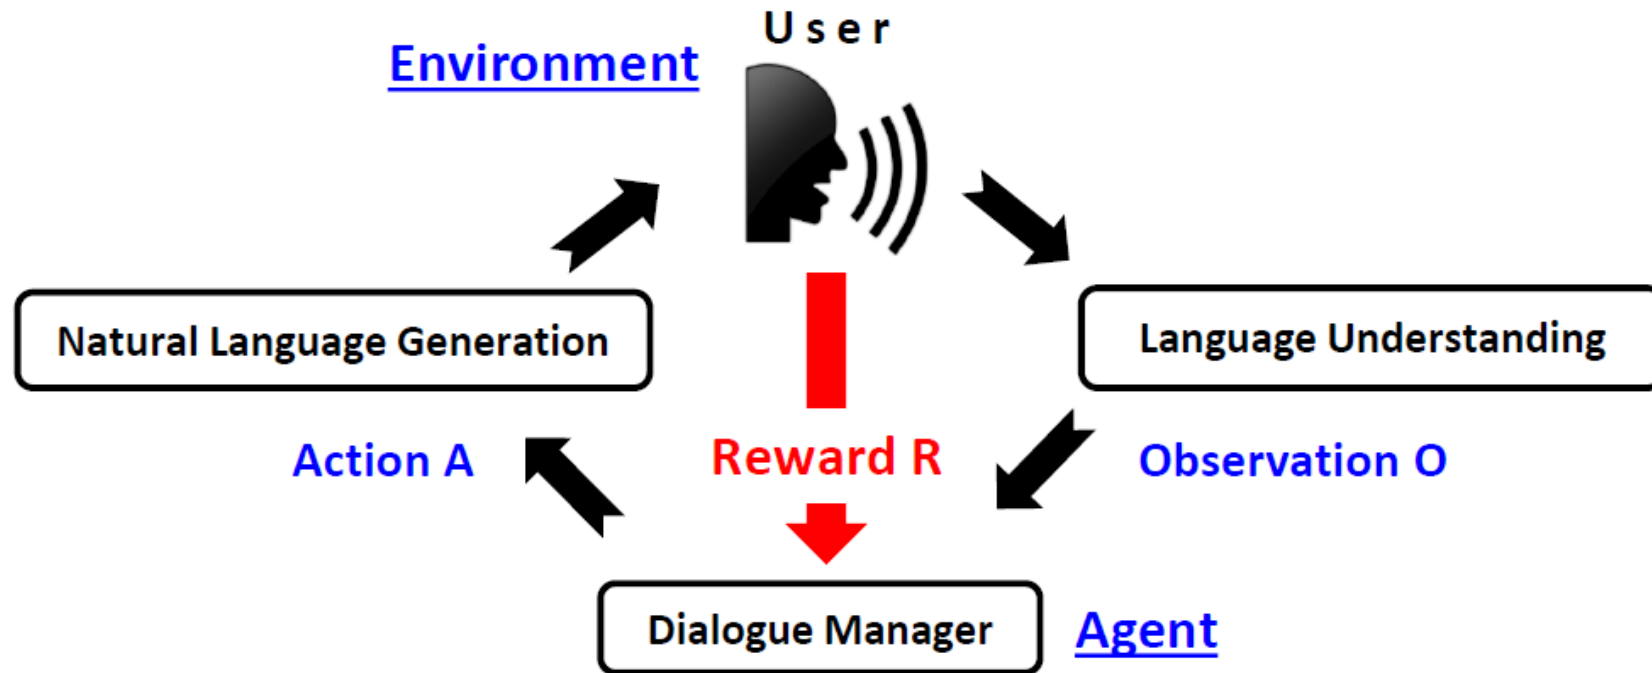 User
Environment
Natural Language Generation
Language Understanding
Action A
Reward R
Observation O
Dialogue Manager
Agent